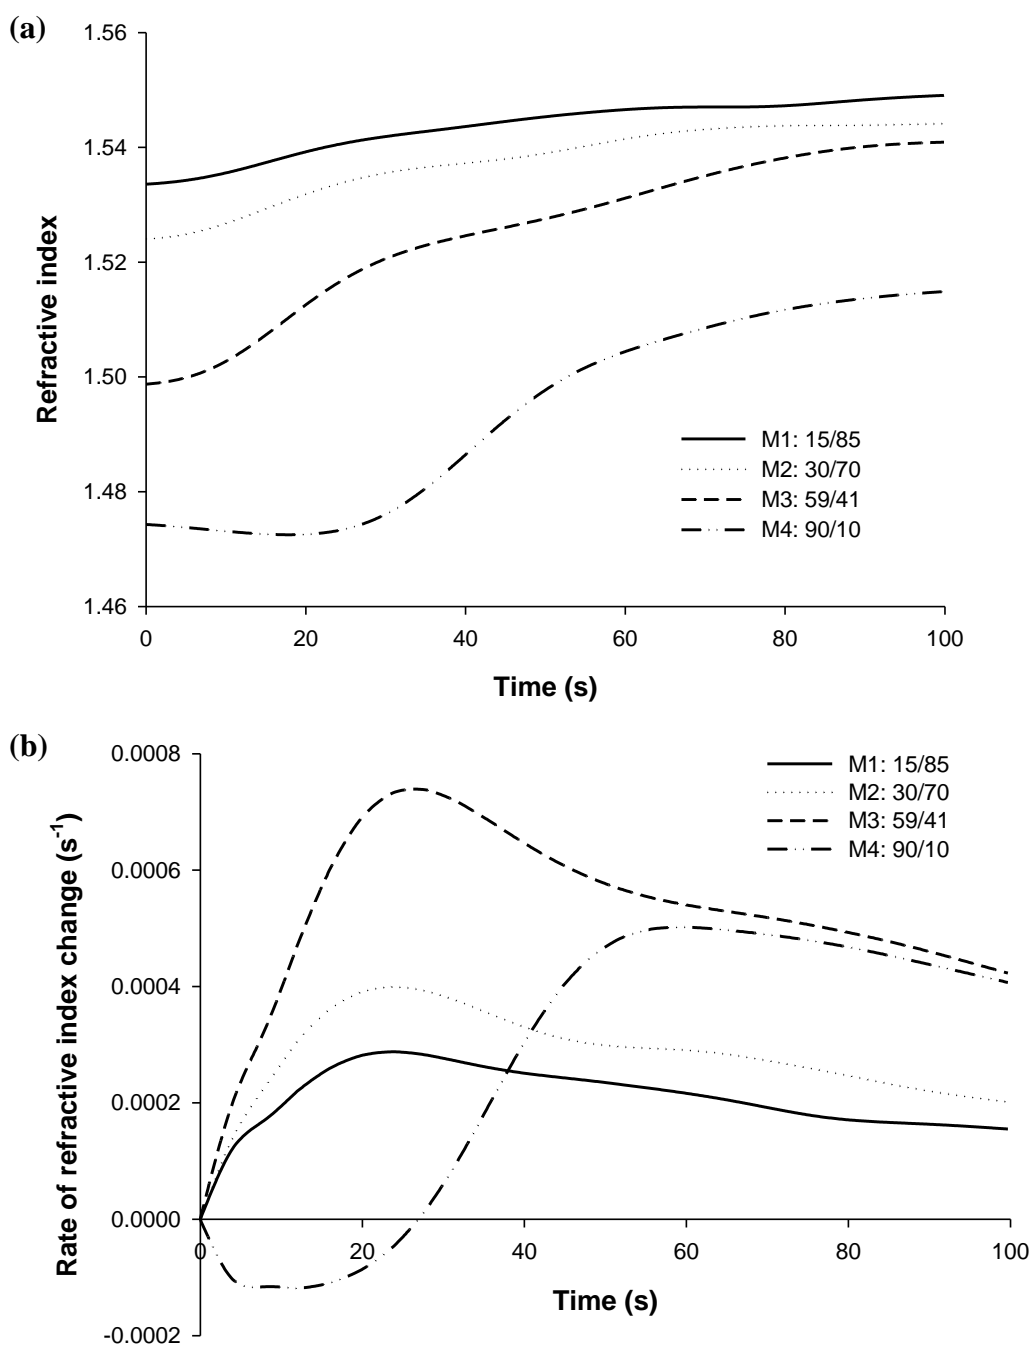 (a)
1.56
1.54
1.52
1.50
1.48
1.46
Refractive index
M1: 15/85
M2: 30/70
M3: 59/41
M4: 90/10
0 20 40 60 80 100
Time (s)
(b)
0.0008
0.0006
0.0004
0.0002
0.0000
-0.0002
Rate of refractive index change (s-1)
M1: 15/85
M2: 30/70
M3: 59/41
M4: 90/10
0 20 40 60 80 100
Time (s)